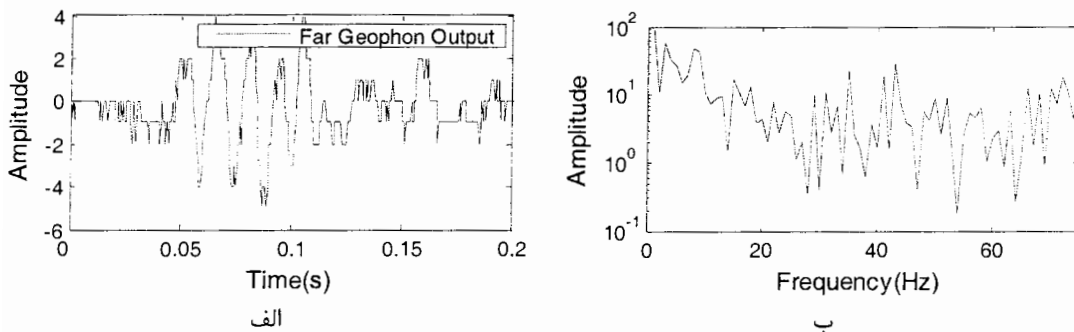 4
2
0
-2
-4
-6
Amplitude
Far Geophon Output
0
0.05
0.1
0.15
0.2
Time(s)
الف
10^2
10^1
10^0
10^-1
Amplitude
0
20
40
60
Frequency(Hz)
ب